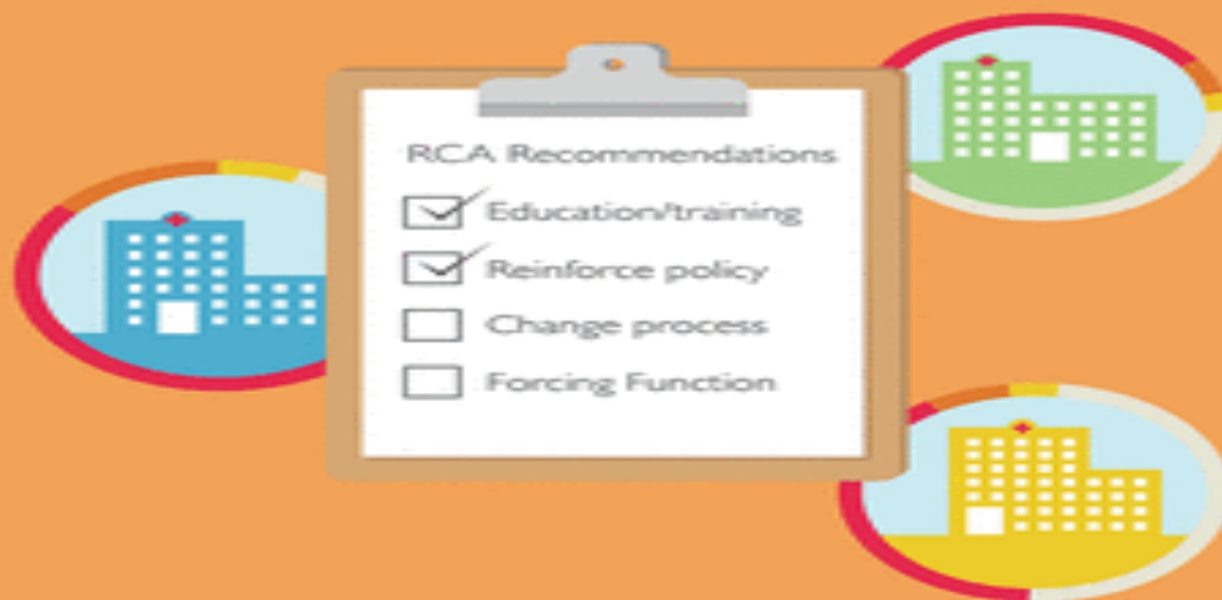 RCA Recommendations
Education/training
Reinforce policy
Change process
Forcing Function